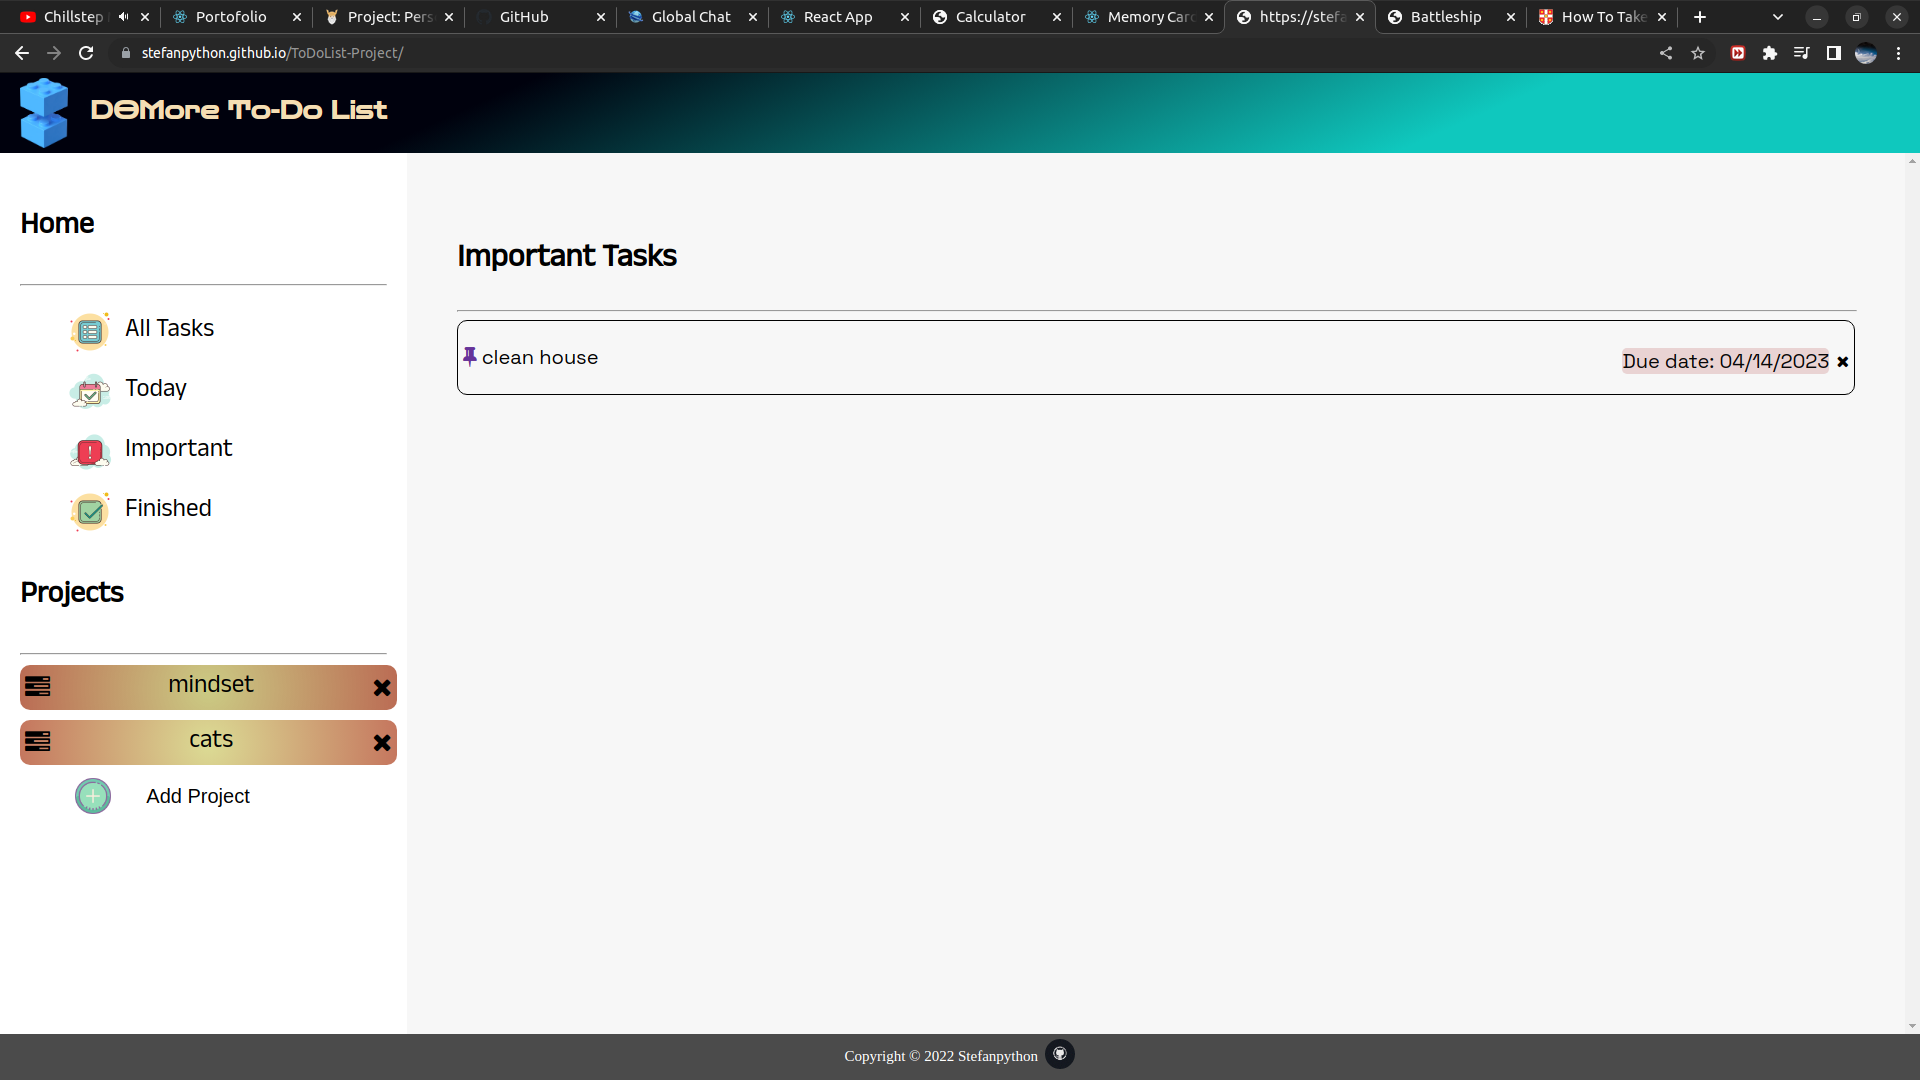 Chillstep
Portofolio
Project: Pers
GitHub
Global Chat
React App
Calculator
Memory Card
https://stefa
Battleship
How To Take
stefanpython.github.io/ToDoList-Project/
DOMore To-Do List
Home
All Tasks
Today
Important
Finished
Projects
mindset
cats
Add Project
Important Tasks
clean house
Due date: 04/14/2023
Copyright © 2022 Stefanpython